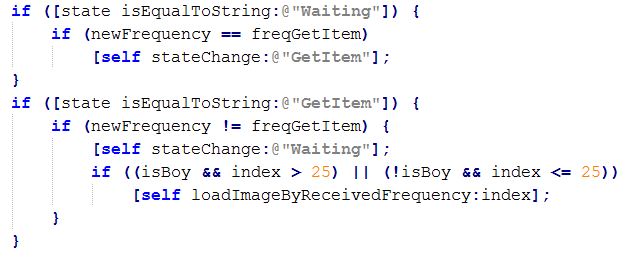 if ([state isEqualToString:@"Waiting"]) {
    if (newFrequency == freqGetItem)
        [self stateChange:@"GetItem"];
}
if ([state isEqualToString:@"GetItem"]) {
    if (newFrequency != freqGetItem) {
        [self stateChange:@"Waiting"];
        if ((isBoy && index > 25) || (!isBoy && index <= 25))
            [self loadImageByReceivedFrequency:index];
    }
}